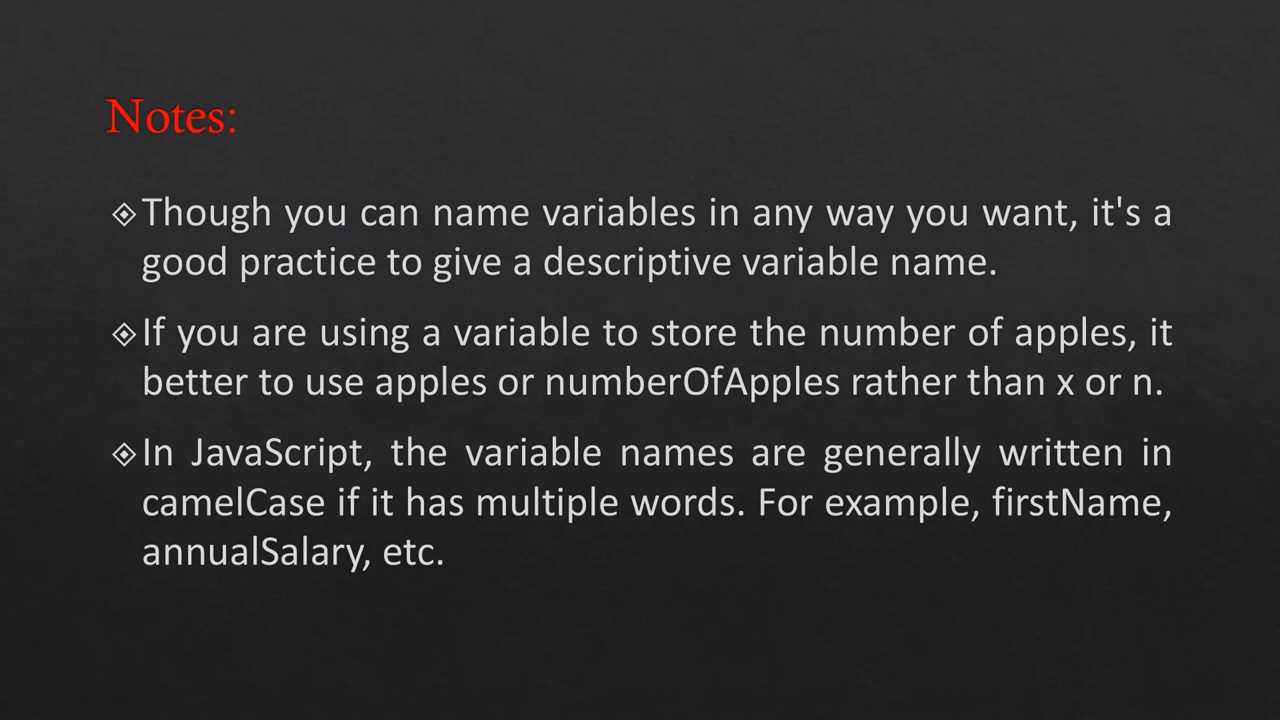 Notes:
Though you can name variables in any way you want, it's a
good practice to give a descriptive variable name.
If you are using a variable to store the number of apples, it
better to use apples or numberOfApples rather than x or n.
In JavaScript, the variable names are generally written in
camelCase if it has multiple words. For example, firstName,
annualSalary, etc.